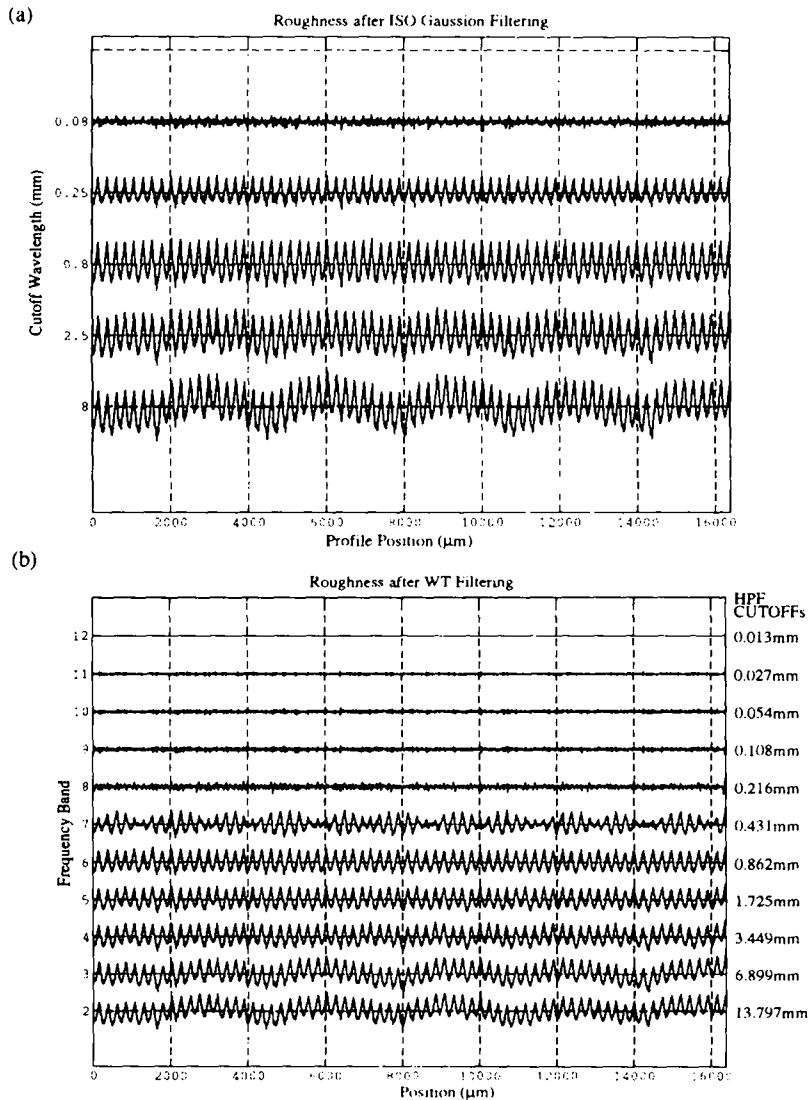 (a)
Roughness after ISO Gaussion Filtering
Cutoff Wavelength (mm)
0.08
0.25
0.8
2.5
8
0 2000 4000 6000 8000 10000 12000 14000 16000
Profile Position (µm)
(b)
Roughness after WT Filtering
HPF
CUTOFFs
Frequency Band
12 0.013mm
11 0.027mm
10 0.054mm
9 0.108mm
8 0.216mm
7 0.431mm
6 0.862mm
5 1.725mm
4 3.449mm
3 6.899mm
2 13.797mm
0 2000 4000 6000 8000 10000 12000 14000 16000
Position (µm)